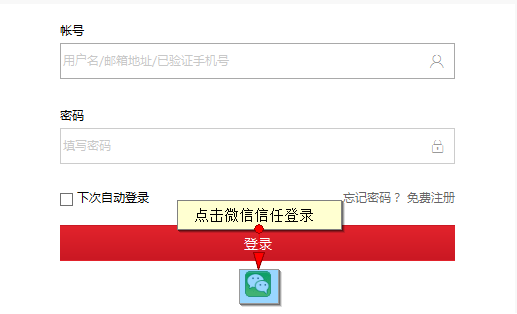 帐号
用户名/邮箱地址/已验证手机号
密码
填写密码
下次自动登录
忘记密码？ 免费注册
点击微信信任登录
登录